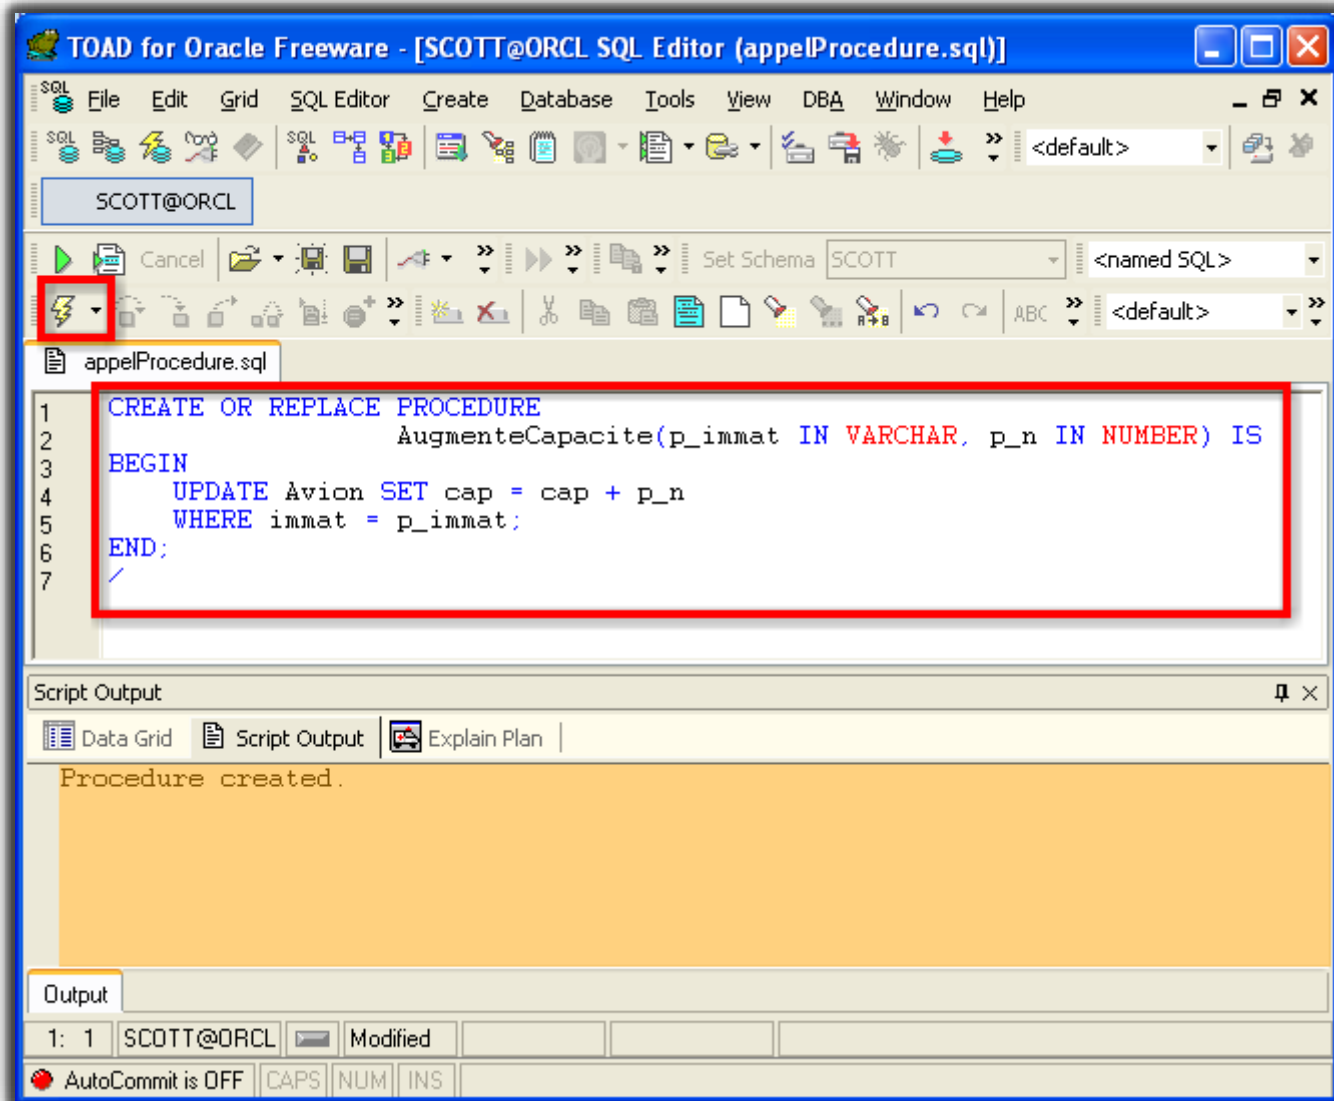 TOAD for Oracle Freeware - [SCOTT@ORCL SQL Editor (appelProcedure.sql)]
SQL File Edit Grid SQL Editor Create Database Tools View DBA Window Help
SQL SQL <default>
SCOTT@ORCL
Cancel Set Schema SCOTT <named SQL>
ABC <default>
appelProcedure.sql
1 CREATE OR REPLACE PROCEDURE
2 AugmenteCapacite(p_immat IN VARCHAR, p_n IN NUMBER) IS
3 BEGIN
4 UPDATE Avion SET cap = cap + p_n
5 WHERE immat = p_immat;
6 END;
7 /
Script Output
Data Grid Script Output Explain Plan
Procedure created.
Output
1: 1 SCOTT@ORCL Modified
AutoCommit is OFF CAPS NUM INS